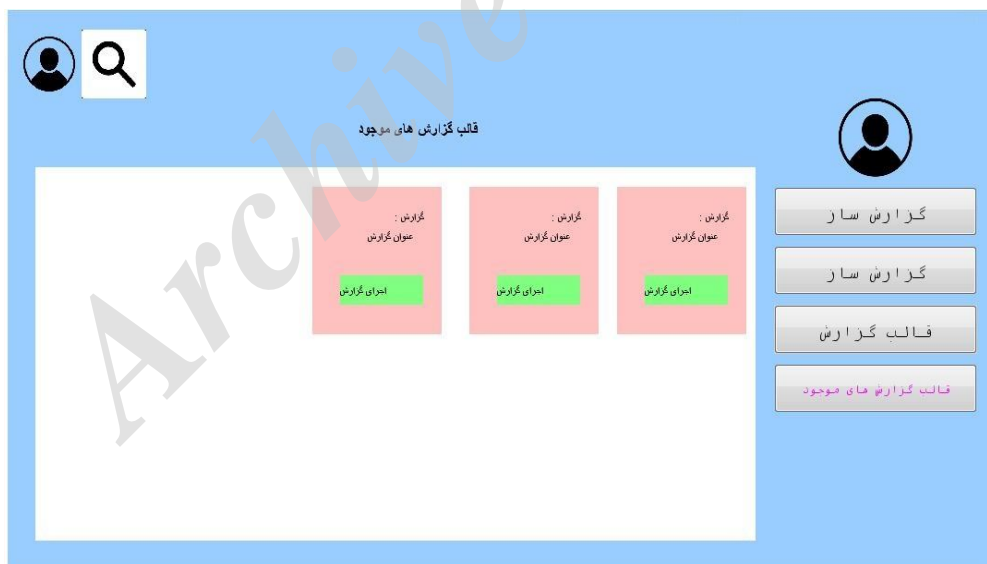 قالب گزارش های موجود
گزارش ساز
گزارش ساز
قالب گزارش
قالب گزارش های موجود
گزارش :
عنوان گزارش
اجرای گزارش
گزارش :
عنوان گزارش
اجرای گزارش
گزارش :
عنوان گزارش
اجرای گزارش
Archive